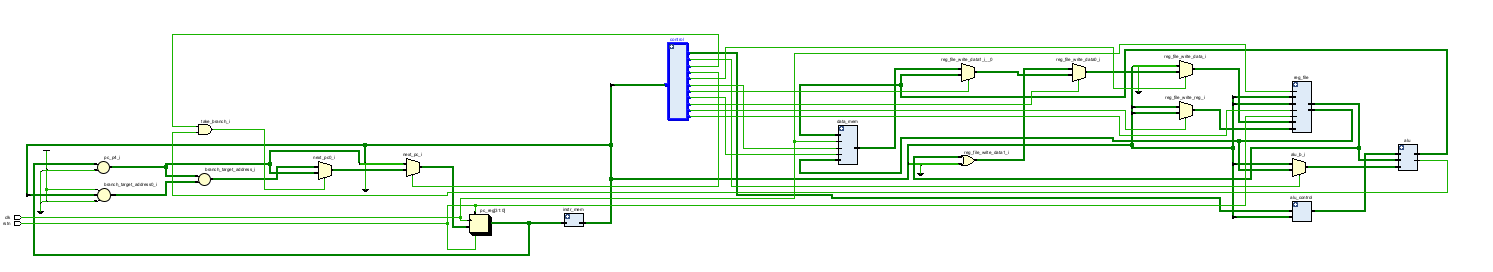 control
reg_file_write_data1_i__0
reg_file_write_data0_i
reg_file_write_data_i
reg_file
reg_file_write_reg_i
take_branch_i
data_mem
alu
pc_p4_i
next_pc0_i
next_pc_i
reg_file_write_data1_i
alu_b_i
branch_target_address_i
branch_target_address0_i
alu_control
pc_reg[31:0]
instr_mem
clk
rstn